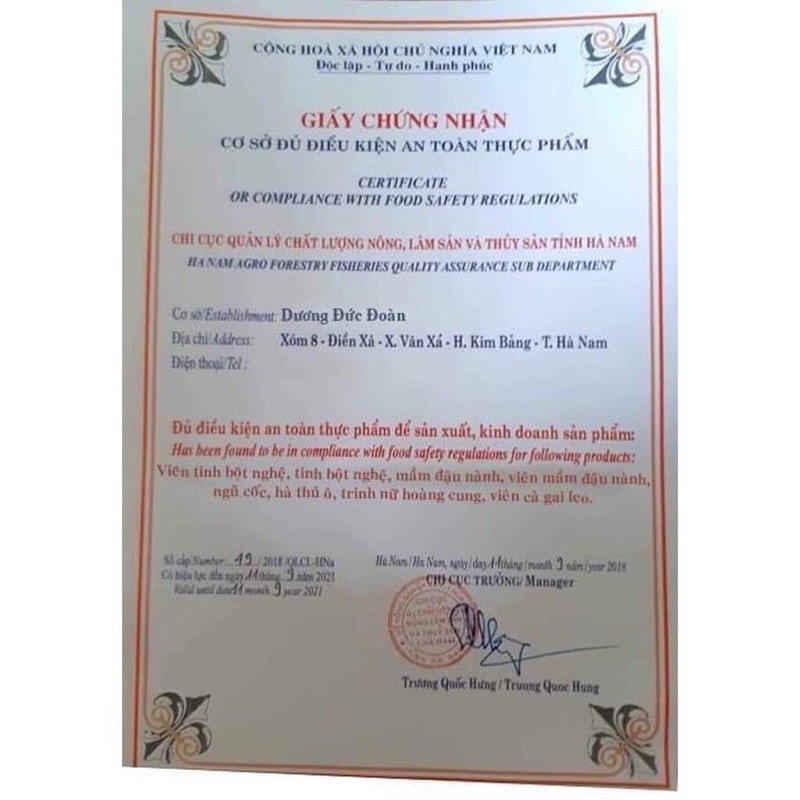 CỘNG HOÀ XÃ HỘI CHỦ NGHĨA VIỆT NAM
Độc lập - Tự do - Hạnh phúc
GIẤY CHỨNG NHẬN
CƠ SỞ ĐỦ ĐIỀU KIỆN AN TOÀN THỰC PHẨM
CERTIFICATE
OR COMPLIANCE WITH FOOD SAFETY REGULATIONS
CHI CỤC QUẢN LÝ CHẤT LƯỢNG NÔNG, LÂM SẢN VÀ THỦY SẢN TỈNH HÀ NAM
HA NAM AGRO FORESTRY FISHERIES QUALITY ASSURANCE SUB DEPARTMENT
Cơ sở/Establishment: Dương Đức Đoàn
Địa chỉ/Address: Xóm 8 - Điền Xá - X. Văn Xá - H. Kim Bảng - T. Hà Nam
Điện thoại/Tel :
Đủ điều kiện an toàn thực phẩm để sản xuất, kinh doanh sản phẩm:
Has been found to be in compliance with food safety regulations for following products:
Viên tinh bột nghệ, tinh bột nghệ, mầm đậu nành, viên mầm đậu nành,
ngũ cốc, hà thủ ô, trinh nữ hoàng cung, viên cà gai leo.
Số cấp/Number...19../2018 /QLCL-HNa
Có hiệu lực đến ngày 11 tháng 9 năm 2021
Valid until date 11 month 9 year 2021
Hà Nam/Ha Nam, ngày/day 11 tháng/month 9 năm/year 2018
CHI CỤC TRƯỞNG/Manager
Trương Quốc Hưng / Truong Quoc Hung